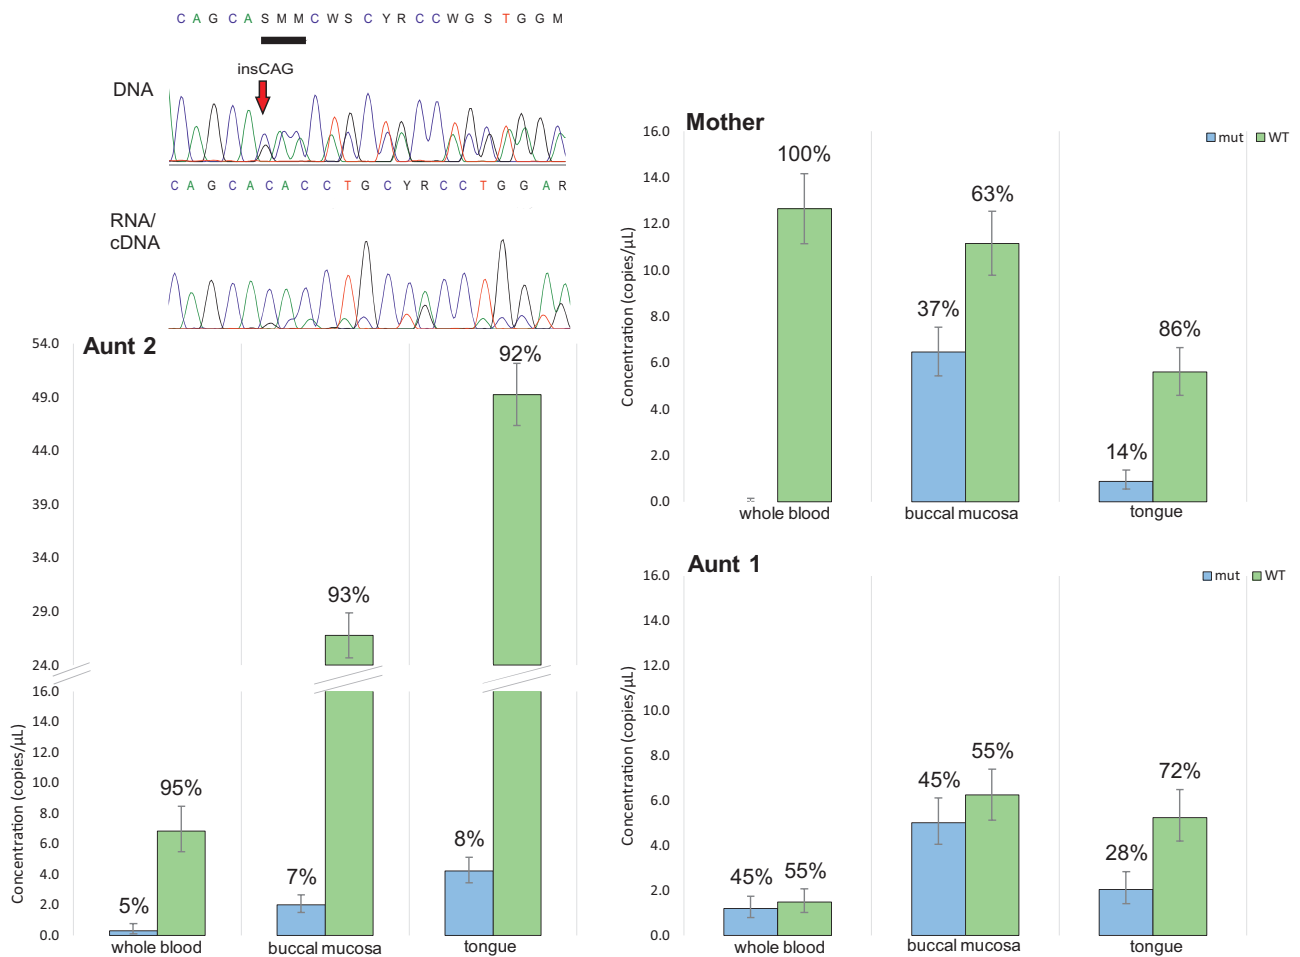 C A G C A S M M C W S C Y R C C W G S T G G M
insCAG
DNA
C A G C A C A C C T G C Y R C C T G G A R
RNA/
cDNA
Aunt 2
54.0
49.0
44.0
39.0
34.0
29.0
24.0
16.0
14.0
12.0
10.0
8.0
6.0
4.0
2.0
0.0
Concentration (copies/µL)
92%
93%
95%
5%
7%
8%
whole blood
buccal mucosa
tongue
Mother
mut
WT
16.0
14.0
12.0
10.0
8.0
6.0
4.0
2.0
0.0
Concentration (copies/µL)
100%
37%
63%
14%
86%
whole blood
buccal mucosa
tongue
Aunt 1
mut
WT
16.0
14.0
12.0
10.0
8.0
6.0
4.0
2.0
0.0
Concentration (copies/µL)
45%
55%
45%
55%
28%
72%
whole blood
buccal mucosa
tongue